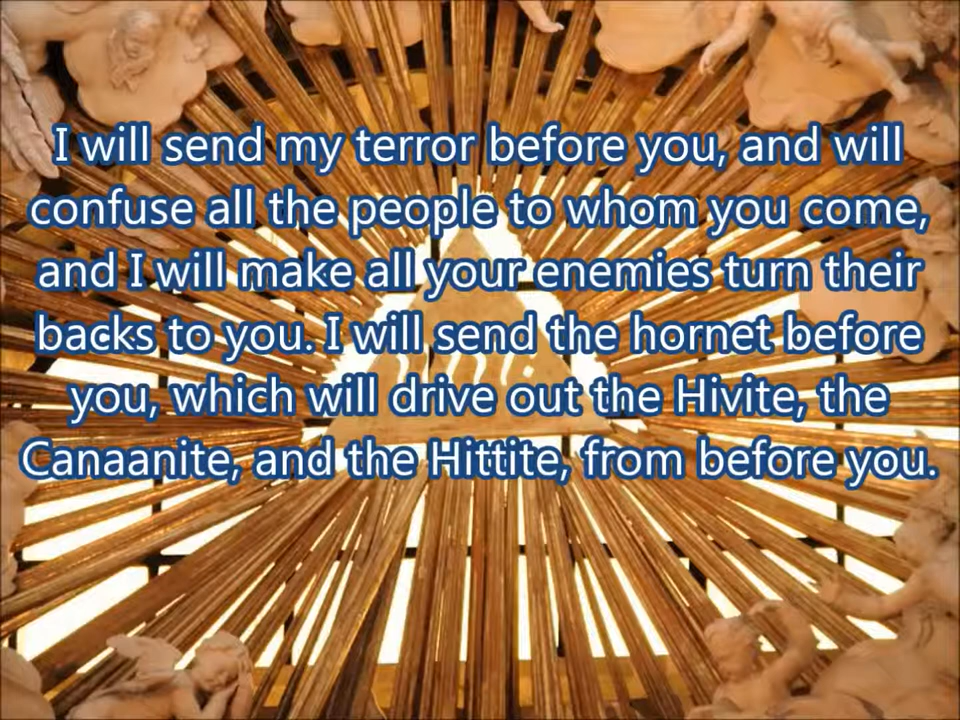 I will send my terror before you, and will
confuse all the people to whom you come,
and I will make all your enemies turn their
backs to you. I will send the hornet before
you, which will drive out the Hivite, the
Canaanite, and the Hittite, from before you.